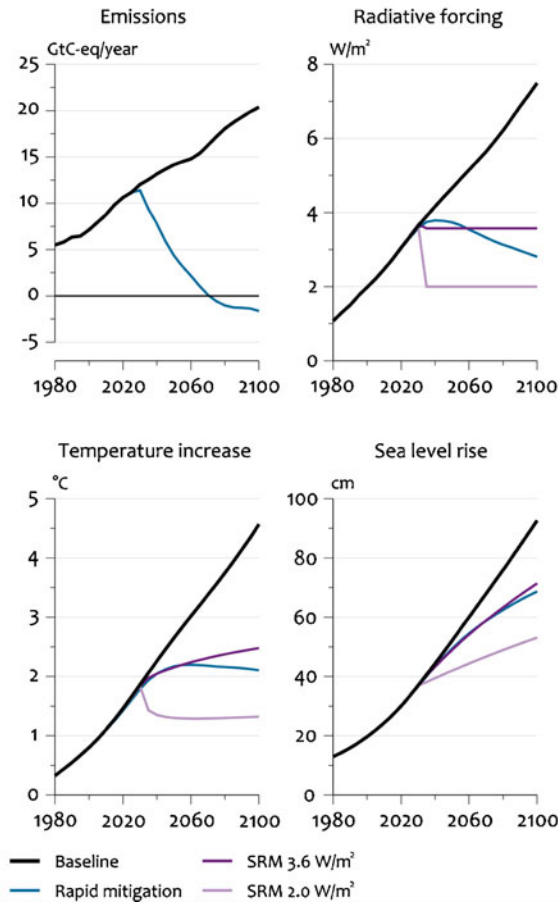 Emissions
GtC-eq/year
25
20
15
10
5
0
-5
1980 2020 2060 2100
Radiative forcing
W/m²
8
6
4
2
0
1980 2020 2060 2100
Temperature increase
°C
5
4
3
2
1
0
1980 2020 2060 2100
Sea level rise
cm
100
80
60
40
20
0
1980 2020 2060 2100
Baseline
Rapid mitigation
SRM 3.6 W/m²
SRM 2.0 W/m²